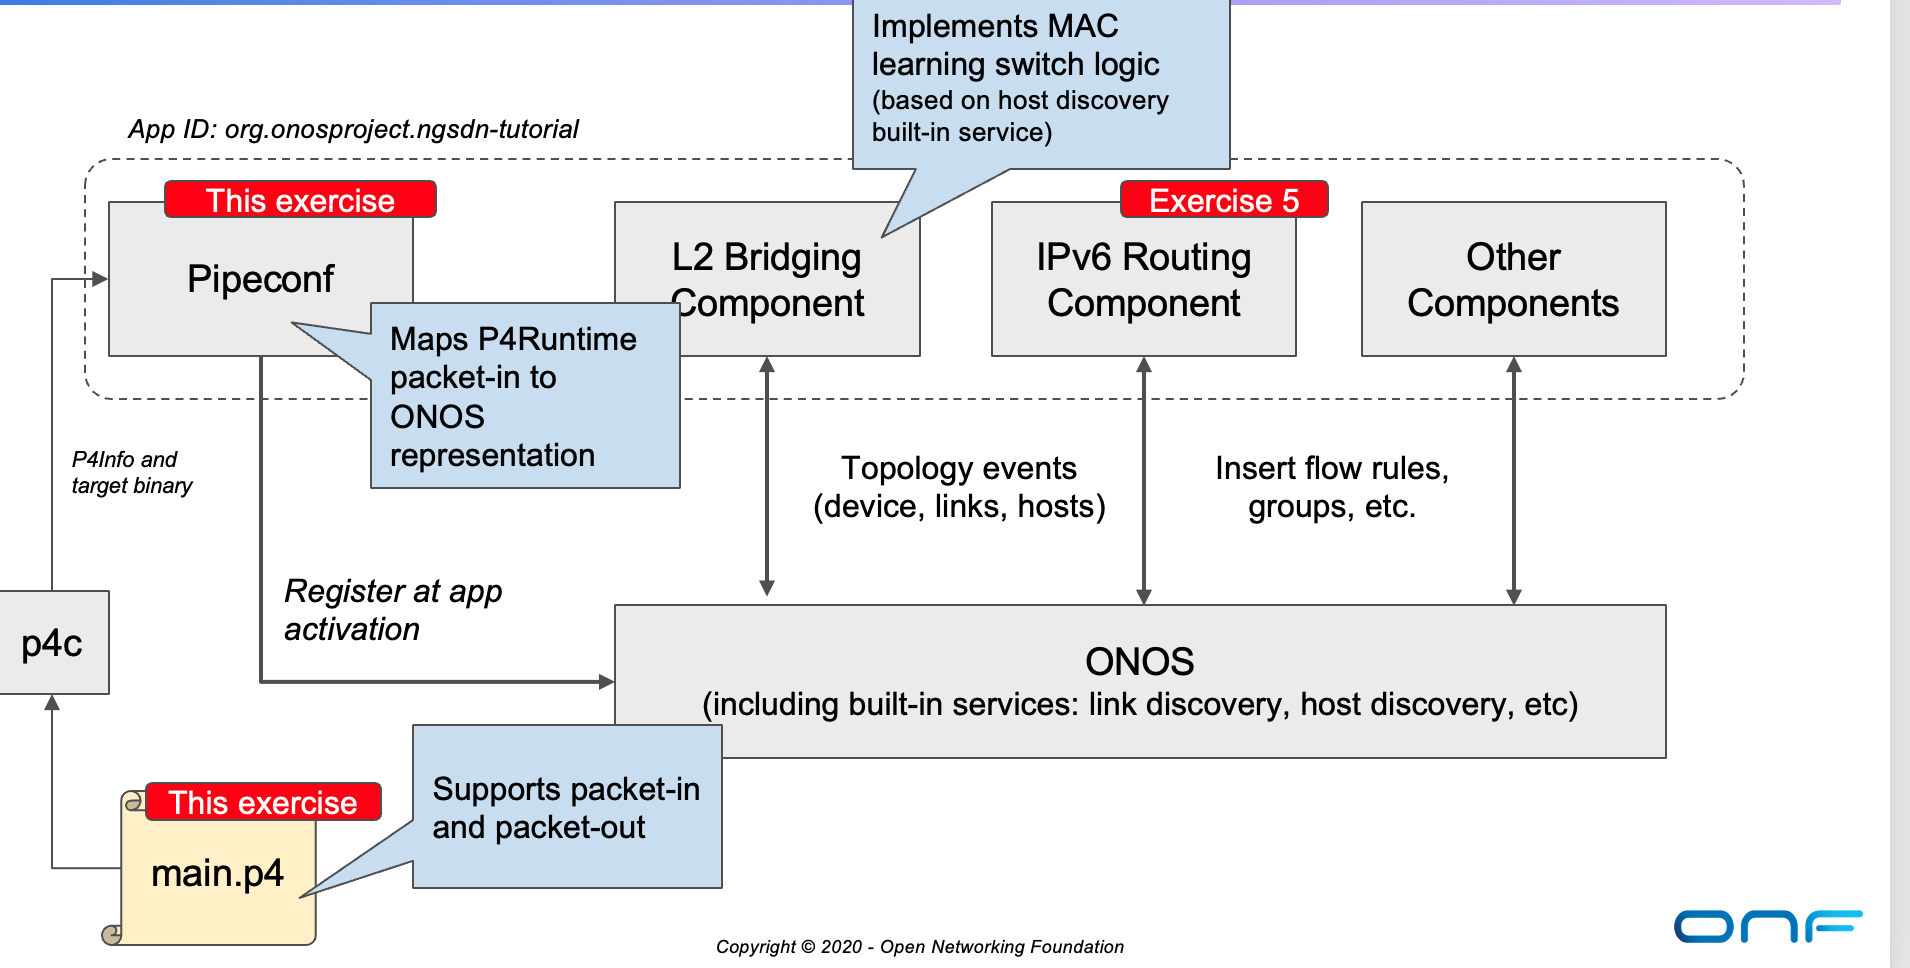 Implements MAC
learning switch logic
(based on host discovery
built-in service)
App ID: org.onosproject.ngsdn-tutorial
This exercise
Exercise 5
Pipeconf
L2 Bridging
Component
IPv6 Routing
Component
Other
Components
Maps P4Runtime
packet-in to
ONOS
representation
P4Info and
target binary
Topology events
(device, links, hosts)
Insert flow rules,
groups, etc.
Register at app
activation
p4c
ONOS
(including built-in services: link discovery, host discovery, etc)
This exercise
main.p4
Supports packet-in
and packet-out
Copyright © 2020 - Open Networking Foundation
ONF